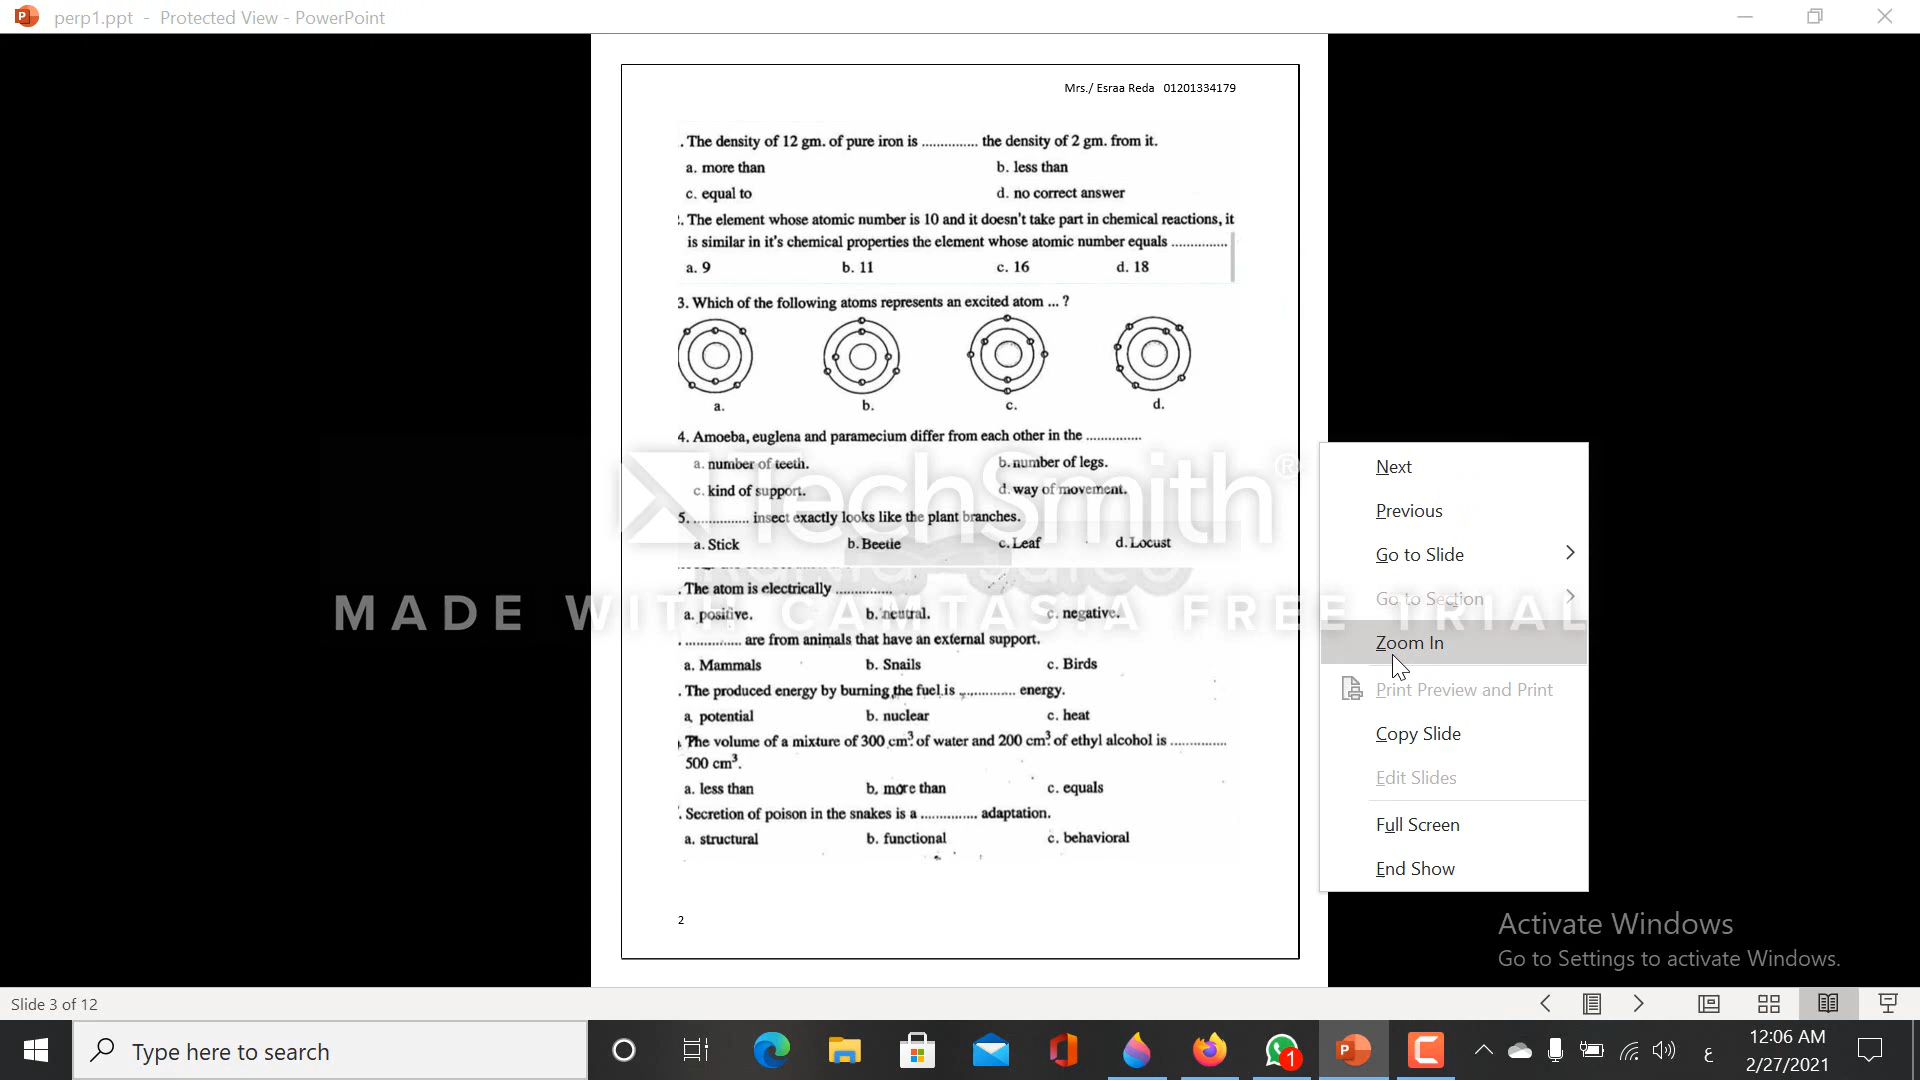 perp1.ppt - Protected View - PowerPoint
Mrs./ Esraa Reda 01201334179
. The density of 12 gm. of pure iron is .............. the density of 2 gm. from it.
a. more than b. less than
c. equal to d. no correct answer
. The element whose atomic number is 10 and it doesn't take part in chemical reactions, it
is similar in it's chemical properties the element whose atomic number equals ..............
a. 9 b. 11 c. 16 d. 18
3. Which of the following atoms represents an excited atom ... ?
a. b. c. d.
4. Amoeba, euglena and paramecium differ from each other in the ..............
a. number of teeth. b. number of legs.
c. kind of support. d. way of movement.
5. .............. insect exactly looks like the plant branches.
a. Stick b. Beetle c. Leaf d. Locust
. The atom is electrically ..............
a. positive. b. neutral. c. negative.
. .............. are from animals that have an external support.
a. Mammals b. Snails c. Birds
. The produced energy by burning the fuel is .............. energy.
a. potential b. nuclear c. heat
The volume of a mixture of 300 cm³ of water and 200 cm³ of ethyl alcohol is ..............
500 cm³.
a. less than b. more than c. equals
. Secretion of poison in the snakes is a .............. adaptation.
a. structural b. functional c. behavioral
2
TechSmith®
MADE WITH CAMTASIA FREE TRIAL
Next
Previous
Go to Slide
Go to Section
Zoom In
Print Preview and Print
Copy Slide
Edit Slides
Full Screen
End Show
Activate Windows
Go to Settings to activate Windows.
Slide 3 of 12
Type here to search
1
ع
12:06 AM
2/27/2021